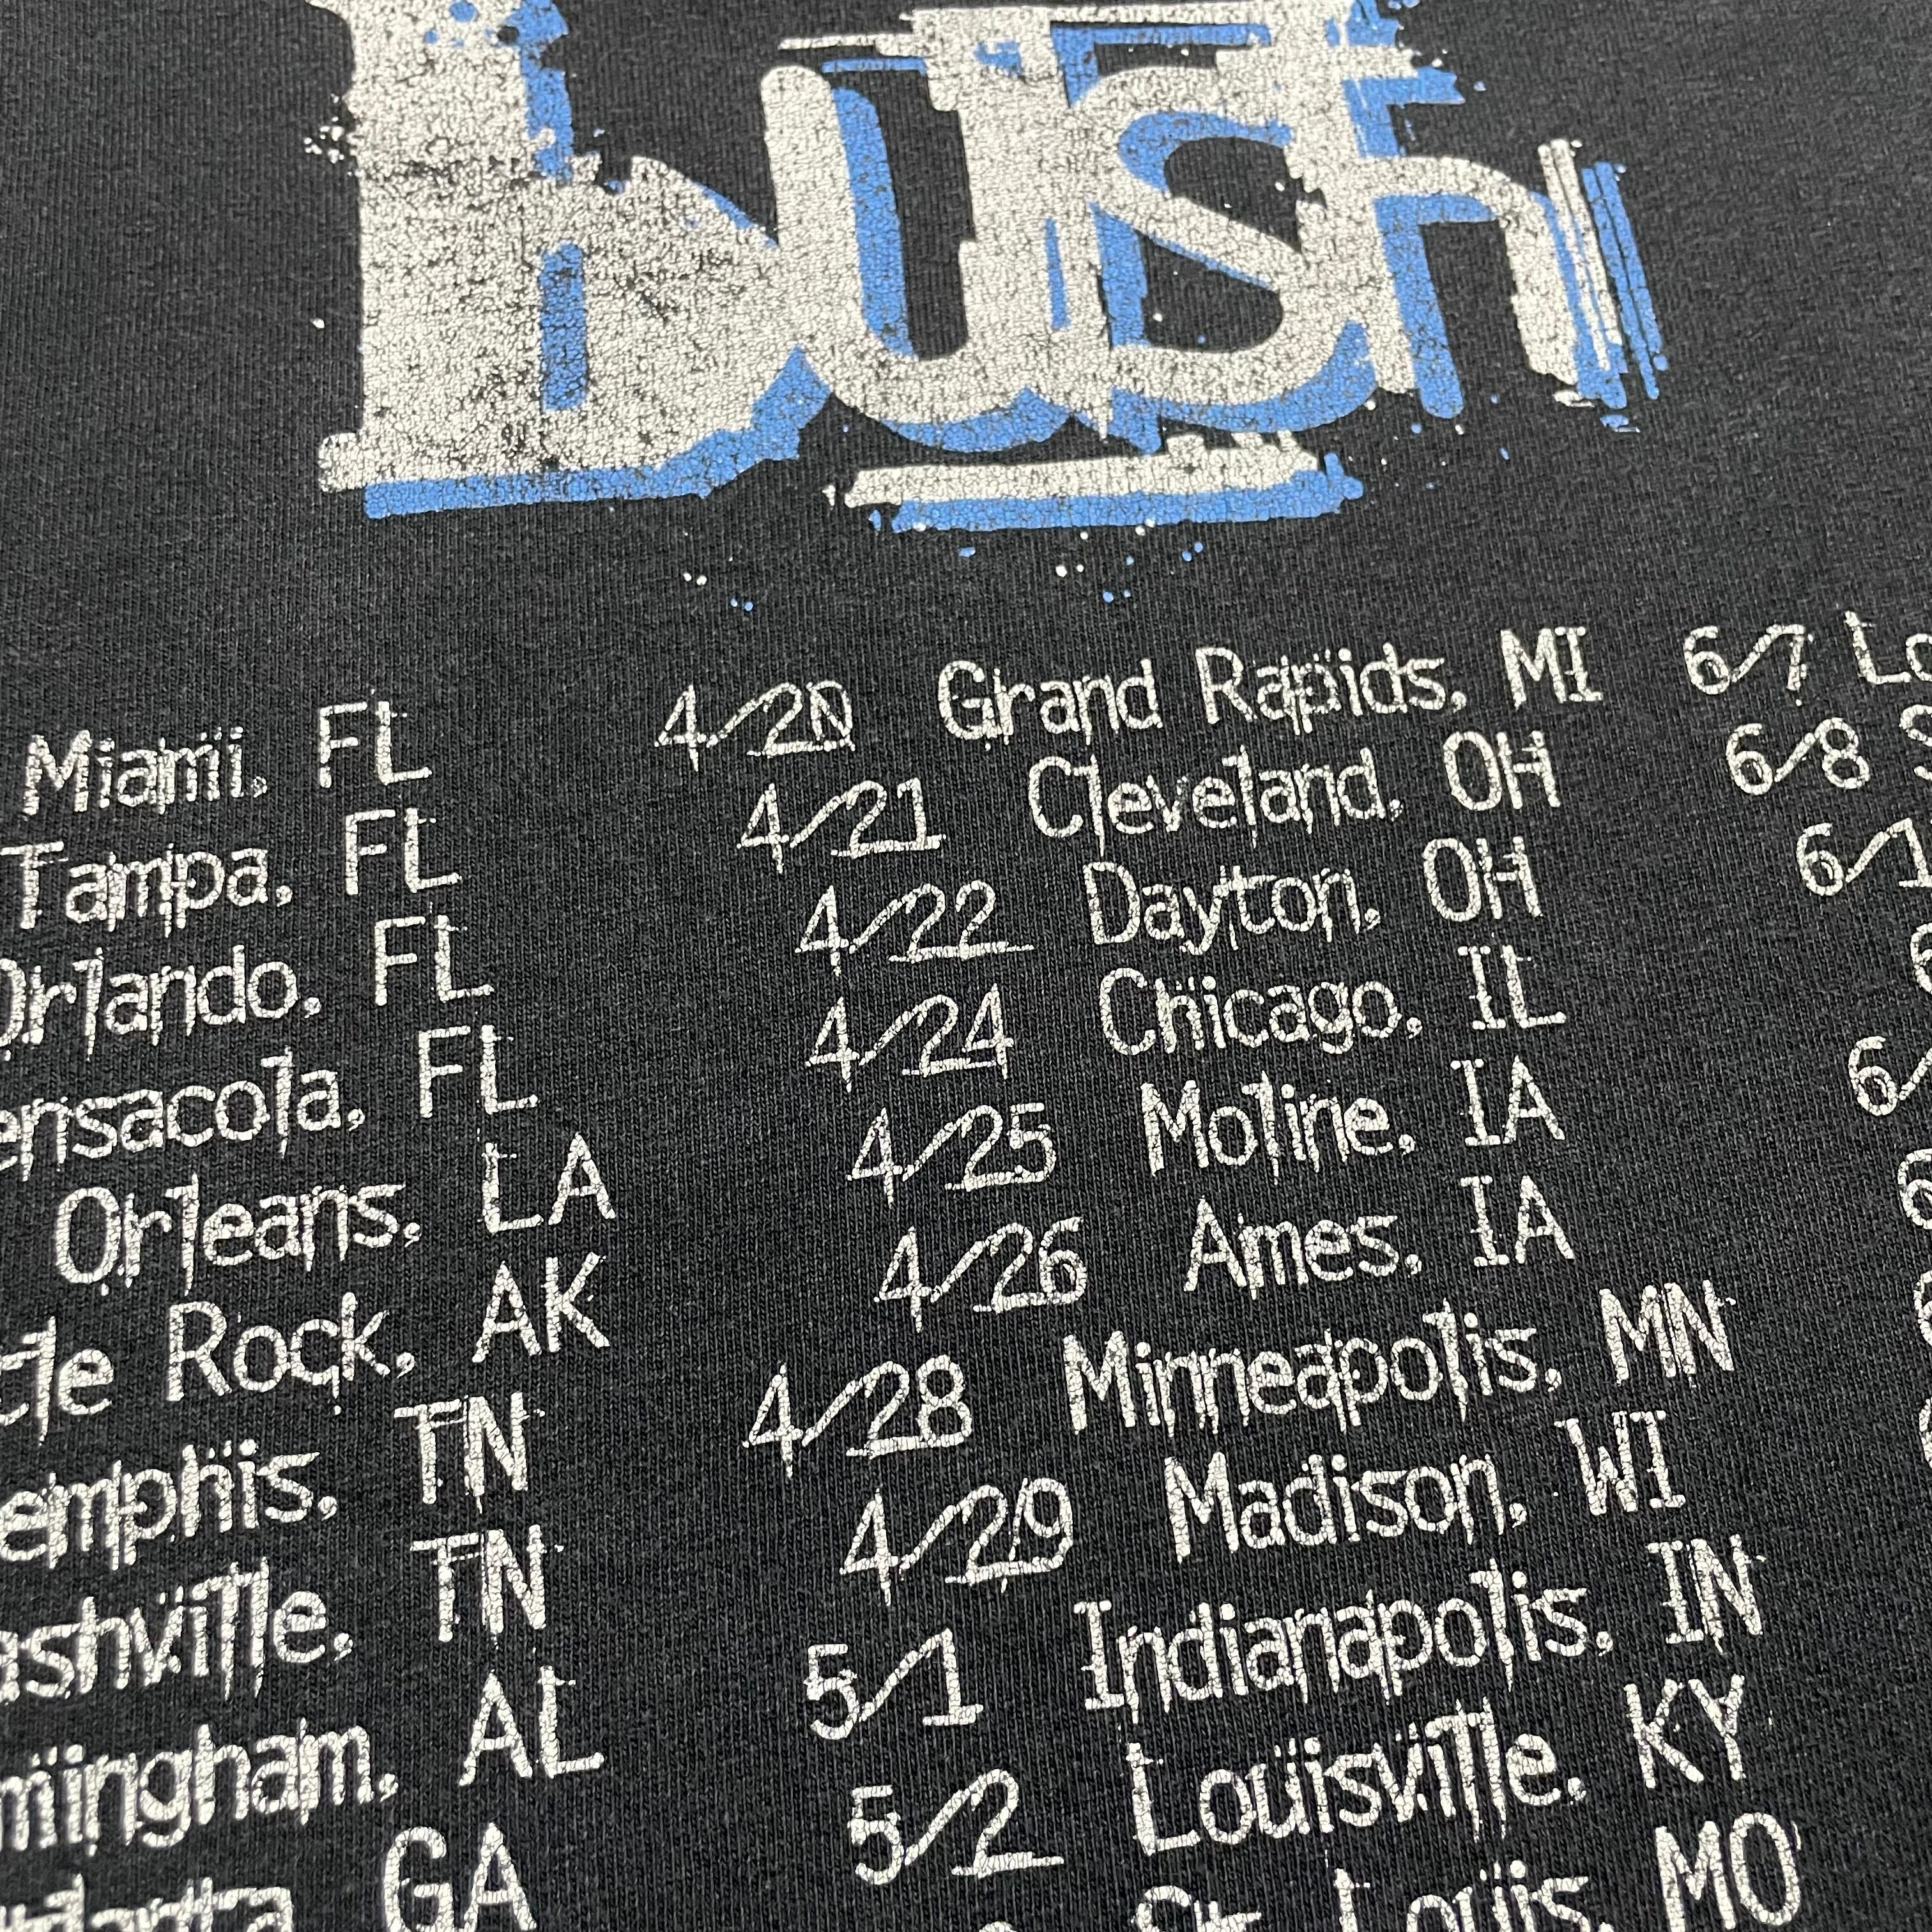 bush
Miami, FL 4/20 Grand Rapids, MI 6/7
Tampa, FL 4/21 Cleveland, OH 6/8
Orlando, FL 4/22 Dayton, OH
FL 4/24 Chicago, IL
Orleans, LA 4/25 Moline, IA
Rock, AK 4/26 Ames, IA
TN 4/28 Minneapolis, MN
TN 4/29 Madison, WI
AL 5/1 Indianapolis, IN
GA 5/2 Louisville, KY
St. Louis, MO